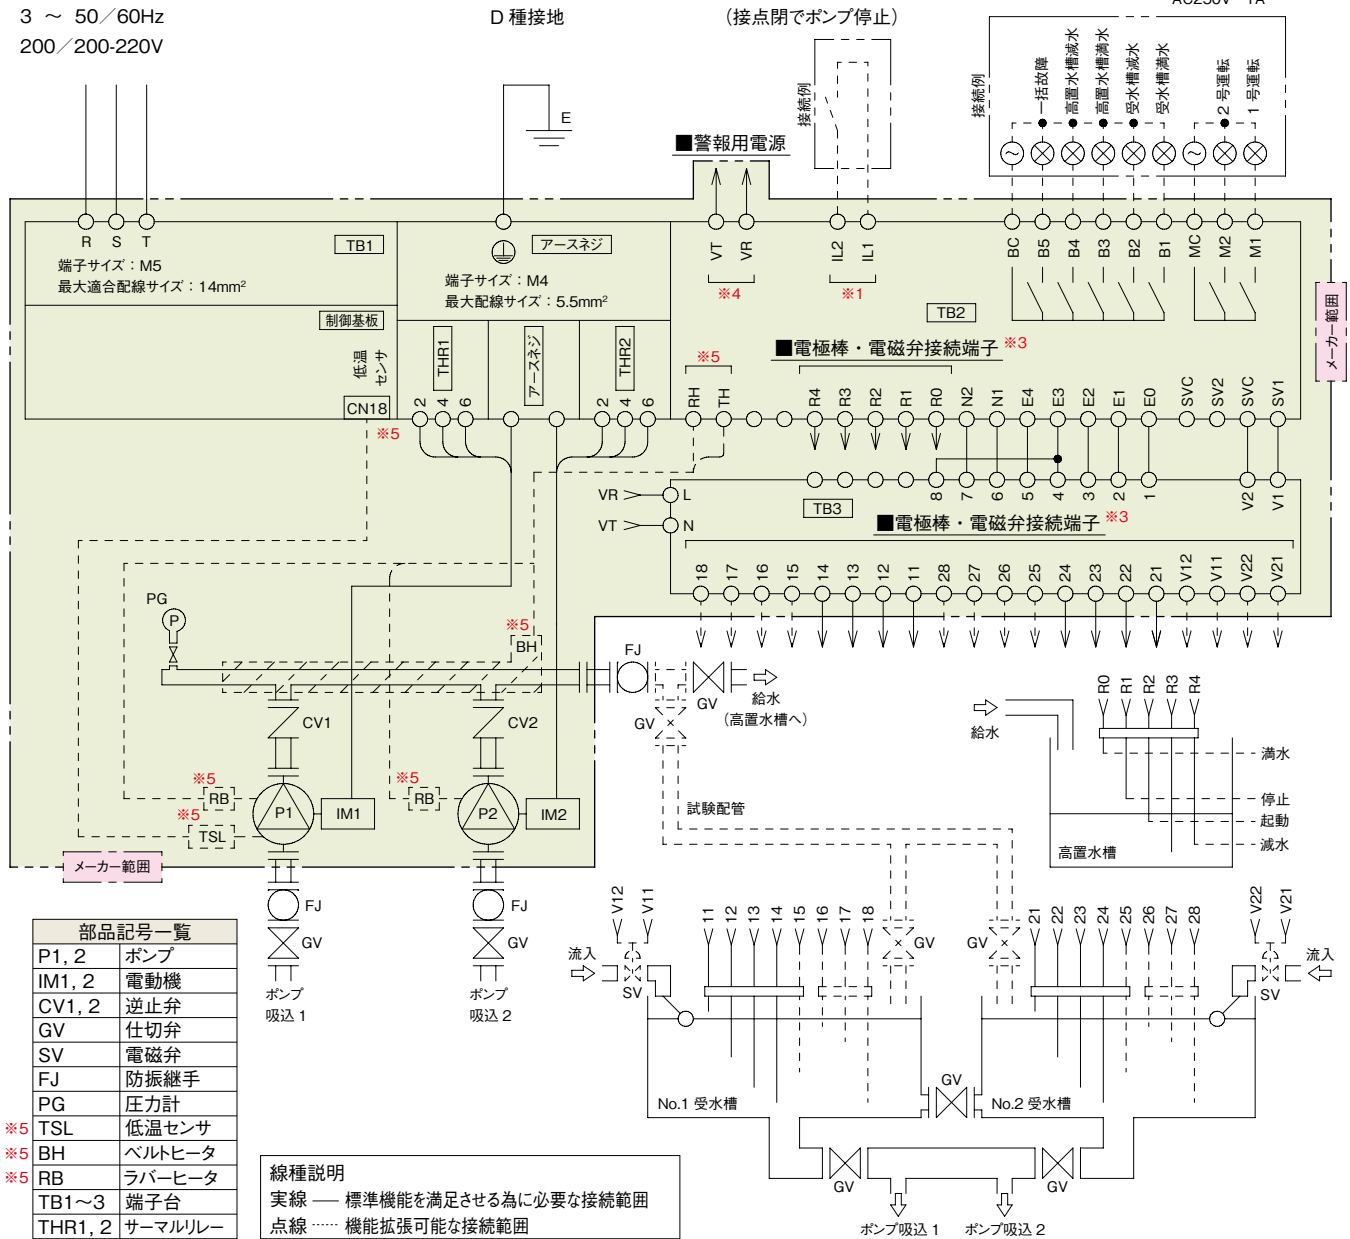 3 ～ 50／60Hz
200／200-220V
D 種接地
(接点閉でポンプ停止)
E
■警報用電源
接続例
接続例
一括故障
高置水槽減水
高置水槽満水
受水槽減水
受水槽満水
2 号運転
1 号運転
R S T
TB1
端子サイズ：M5
最大適合配線サイズ：14mm²
アースネジ
端子サイズ：M4
最大配線サイズ：5.5mm²
VT VR
※4
IL2 IL1
※1
BC B5 B4 B3 B2 B1 MC M2 M1
TB2
メーカー範囲
制御基板
低温センサ
CN18
※5
THR1
アースネジ
THR2
2 4 6
2 4 6
■電極棒・電磁弁接続端子 ※3
※5
RH TH R4 R3 R2 R1 R0 N2 N1 E4 E3 E2 E1 E0 SVC SV2 SVC SV1
8 7 6 5 4 3 2 1 V2 V1
VR L
VT N
TB3
■電極棒・電磁弁接続端子 ※3
18 17 16 15 14 13 12 11 28 27 26 25 24 23 22 21 V12 V11 V22 V21
PG
P
※5
BH
FJ
GV
給水
(高置水槽へ)
GV
CV1
CV2
※5
RB
※5
TSL
P1
IM1
※5
RB
P2
IM2
試験配管
メーカー範囲
FJ
GV
ポンプ
吸込 1
FJ
GV
ポンプ
吸込 2
給水
R0 R1 R2 R3 R4
満水
停止
起動
減水
高置水槽
流入
V12 V11
SV
11 12 13 14 15 16 17 18
GV
GV
21 22 23 24 25 26 27 28
V22 V21
SV
流入
No.1 受水槽
GV
No.2 受水槽
GV
GV
ポンプ吸込 1
ポンプ吸込 2
部品記号一覧
P1, 2 ポンプ
IM1, 2 電動機
CV1, 2 逆止弁
GV 仕切弁
SV 電磁弁
FJ 防振継手
PG 圧力計
※5 TSL 低温センサ
※5 BH ベルトヒータ
※5 RB ラバーヒータ
TB1～3 端子台
THR1, 2 サーマルリレー
線種説明
実線 ── 標準機能を満足させる為に必要な接続範囲
点線 ┈┈ 機能拡張可能な接続範囲